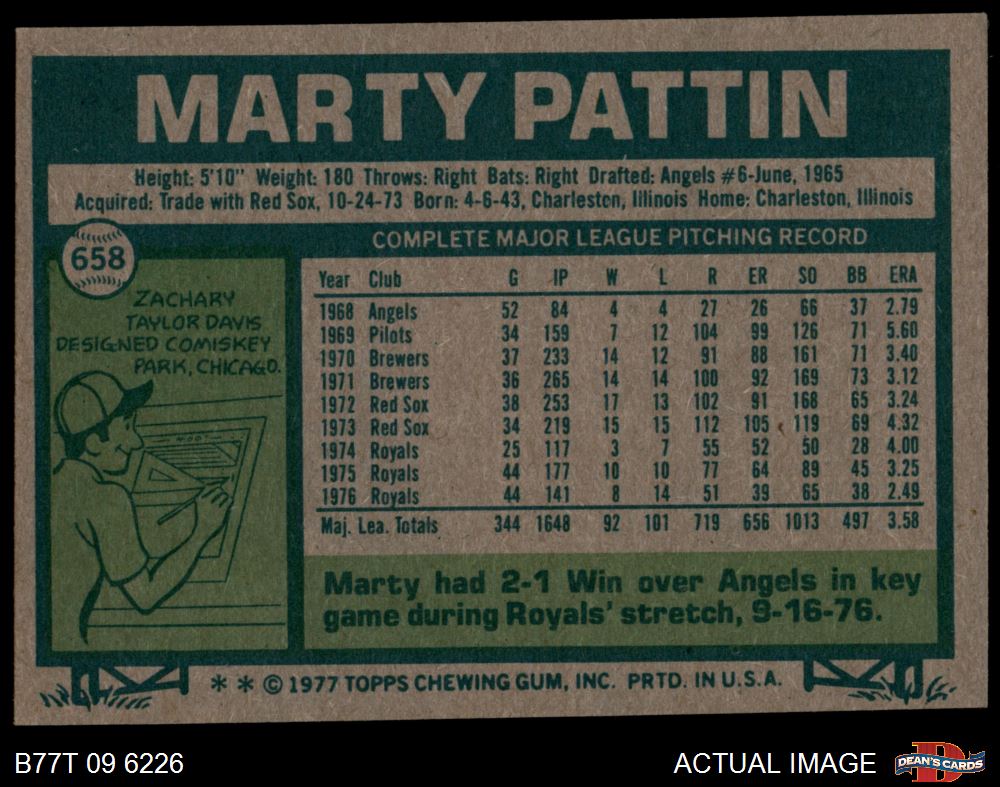 MARTY PATTIN
Height: 5'10" Weight: 180 Throws: Right Bats: Right Drafted: Angels #6-June, 1965
Acquired: Trade with Red Sox, 10-24-73 Born: 4-6-43, Charleston, Illinois Home: Charleston, Illinois
658
ZACHARY
TAYLOR DAVIS
DESIGNED COMISKEY
PARK, CHICAGO.
COMPLETE MAJOR LEAGUE PITCHING RECORD
Year Club G IP W L R ER SO BB ERA
1968 Angels 52 84 4 4 27 26 66 37 2.79
1969 Pilots 34 159 7 12 104 99 126 71 5.60
1970 Brewers 37 233 14 12 91 88 161 71 3.40
1971 Brewers 36 265 14 14 100 92 169 73 3.12
1972 Red Sox 38 253 17 13 102 91 168 65 3.24
1973 Red Sox 34 219 15 15 112 105 119 69 4.32
1974 Royals 25 117 3 7 55 52 50 28 4.00
1975 Royals 44 177 10 10 77 64 89 45 3.25
1976 Royals 44 141 8 14 51 39 65 38 2.49
Maj. Lea. Totals 344 1648 92 101 719 656 1013 497 3.58
Marty had 2-1 Win over Angels in key
game during Royals' stretch, 9-16-76.
* * © 1977 TOPPS CHEWING GUM, INC. PRTD. IN U.S.A.
B77T 09 6226
ACTUAL IMAGE
DEAN'S CARDS